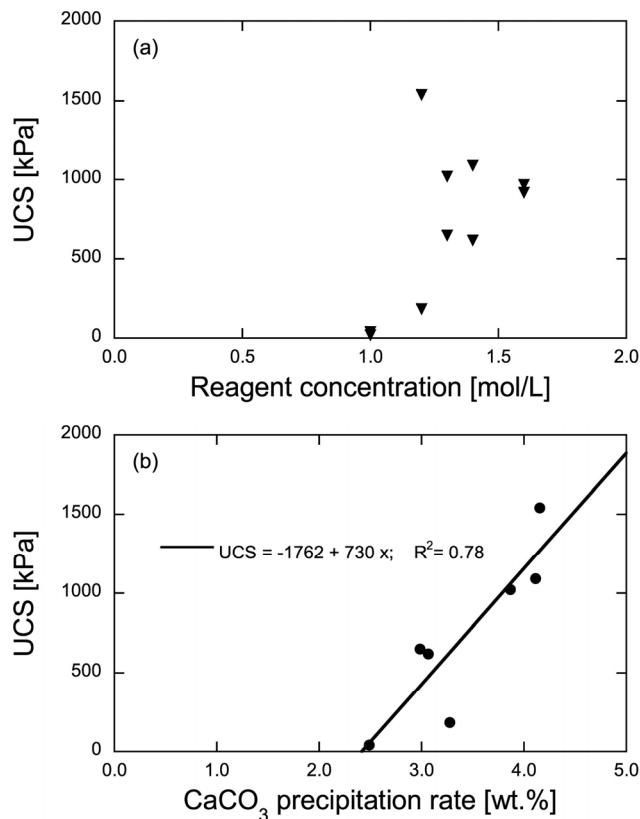 2000
(a)
1500
1000
500
0
UCS [kPa]
0.0 0.5 1.0 1.5 2.0
Reagent concentration [mol/L]
2000
(b)
1500
UCS = -1762 + 730 x; R²= 0.78
1000
500
0
UCS [kPa]
0.0 1.0 2.0 3.0 4.0 5.0
CaCO₃ precipitation rate [wt.%]